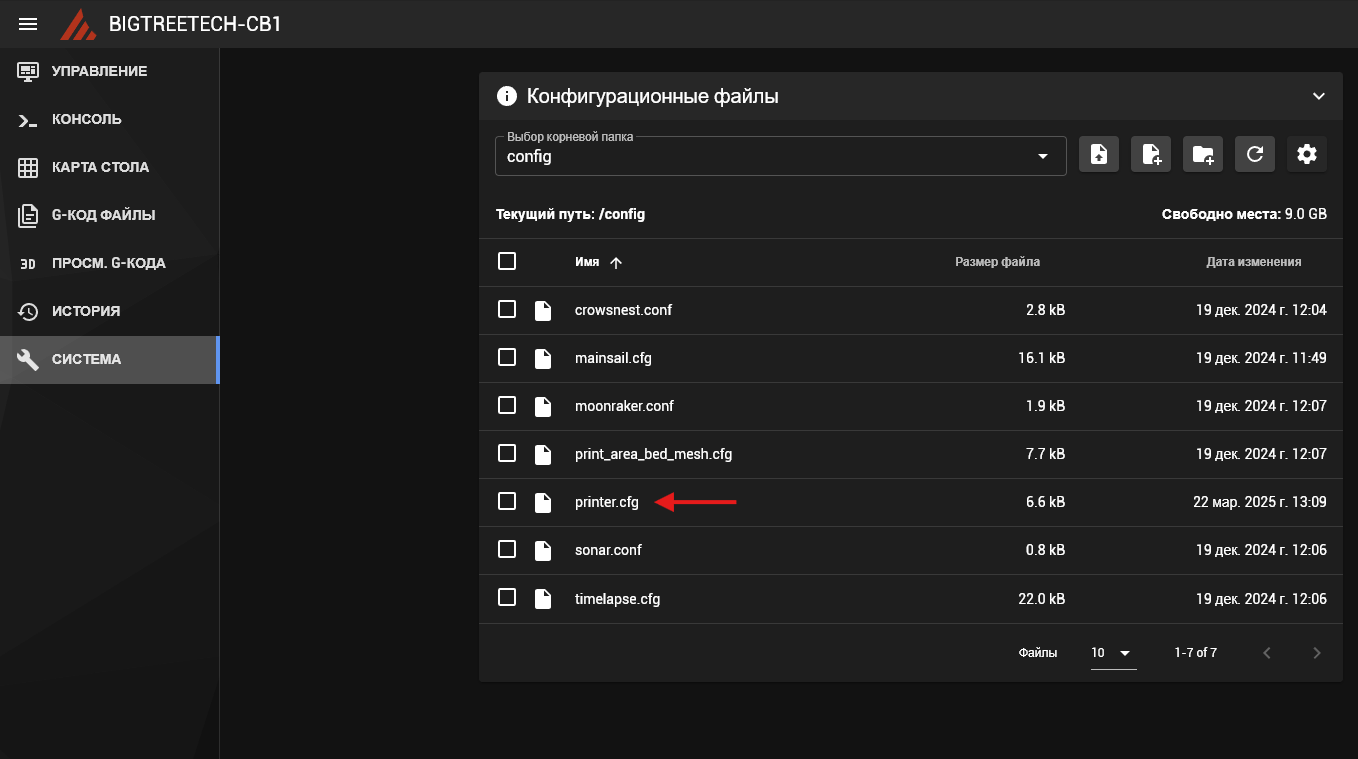 BIGTREETECH-CB1
УПРАВЛЕНИЕ
КОНСОЛЬ
КАРТА СТОЛА
G-КОД ФАЙЛЫ
3D ПРОСМ. G-КОДА
ИСТОРИЯ
СИСТЕМА
Конфигурационные файлы
Выбор корневой папка
config
Текущий путь: /config Свободно места: 9.0 GB
Имя Размер файла Дата изменения
crowsnest.conf 2.8 kB 19 дек. 2024 г. 12:04
mainsail.cfg 16.1 kB 19 дек. 2024 г. 11:49
moonraker.conf 1.9 kB 19 дек. 2024 г. 12:07
print_area_bed_mesh.cfg 7.7 kB 19 дек. 2024 г. 12:07
printer.cfg 6.6 kB 22 мар. 2025 г. 13:09
sonar.conf 0.8 kB 19 дек. 2024 г. 12:06
timelapse.cfg 22.0 kB 19 дек. 2024 г. 12:06
Файлы 10 1-7 of 7